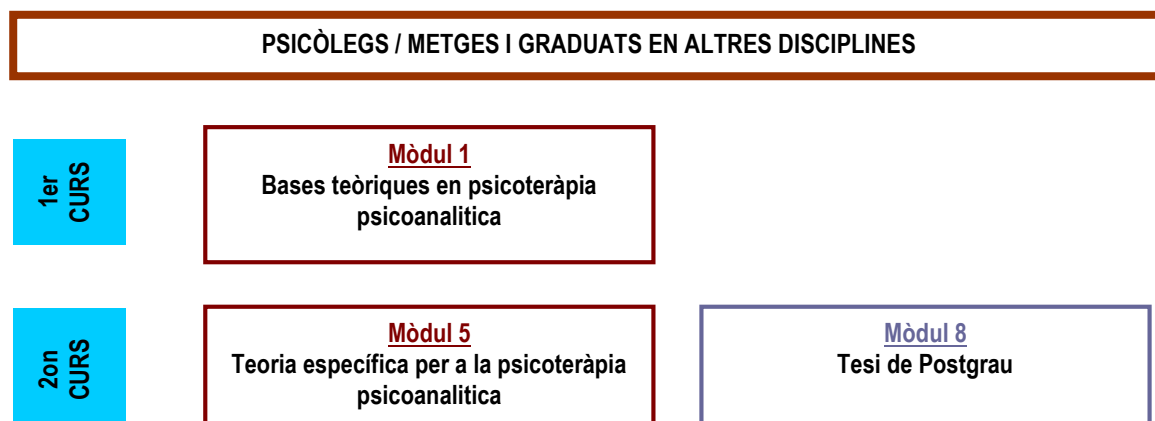 PSICÒLEGS / METGES I GRADUATS EN ALTRES DISCIPLINES
1er
CURS
Mòdul 1
Bases teòriques en psicoteràpia
psicoanalitica
2on
CURS
Mòdul 5
Teoria específica per a la psicoteràpia
psicoanalitica
Mòdul 8
Tesi de Postgrau